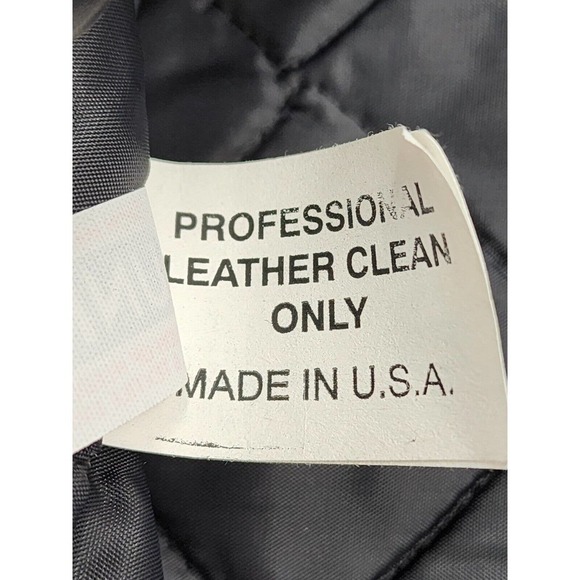 PROFESSIONAL
LEATHER CLEAN
ONLY
MADE IN U.S.A.